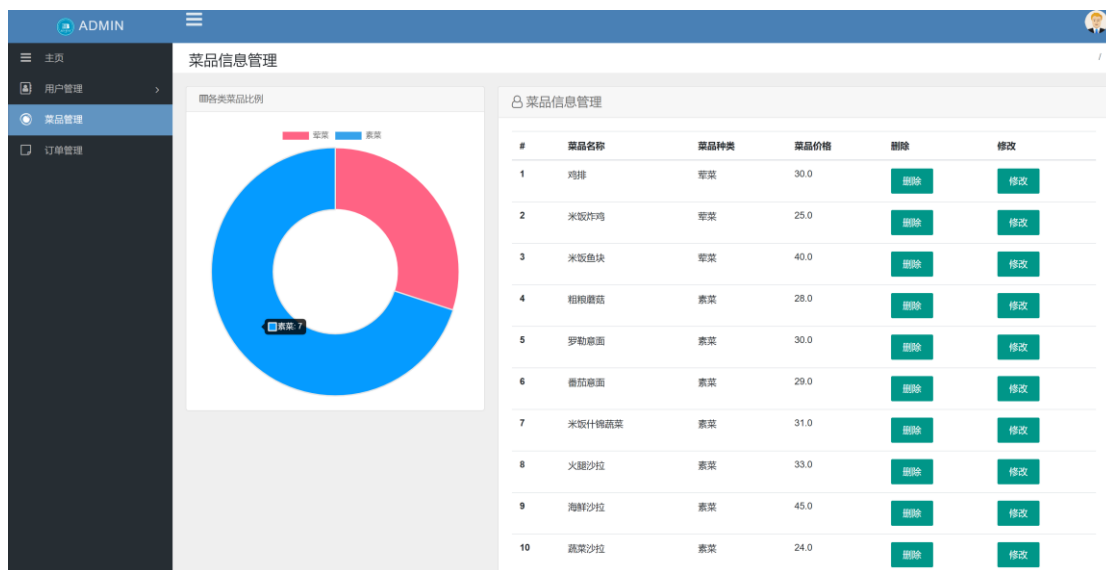 ADMIN
主页
用户管理
菜品管理
订单管理
菜品信息管理
/
各类菜品比例
荤菜 素菜
素菜: 7
菜品信息管理
# 菜品名称 菜品种类 菜品价格 删除 修改
1 鸡排 荤菜 30.0 删除 修改
2 米饭炸鸡 荤菜 25.0 删除 修改
3 米饭鱼块 荤菜 40.0 删除 修改
4 粗粮蘑菇 素菜 28.0 删除 修改
5 罗勒意面 素菜 30.0 删除 修改
6 番茄意面 素菜 29.0 删除 修改
7 米饭什锦蔬菜 素菜 31.0 删除 修改
8 火腿沙拉 素菜 33.0 删除 修改
9 海鲜沙拉 素菜 45.0 删除 修改
10 蔬菜沙拉 素菜 24.0 删除 修改